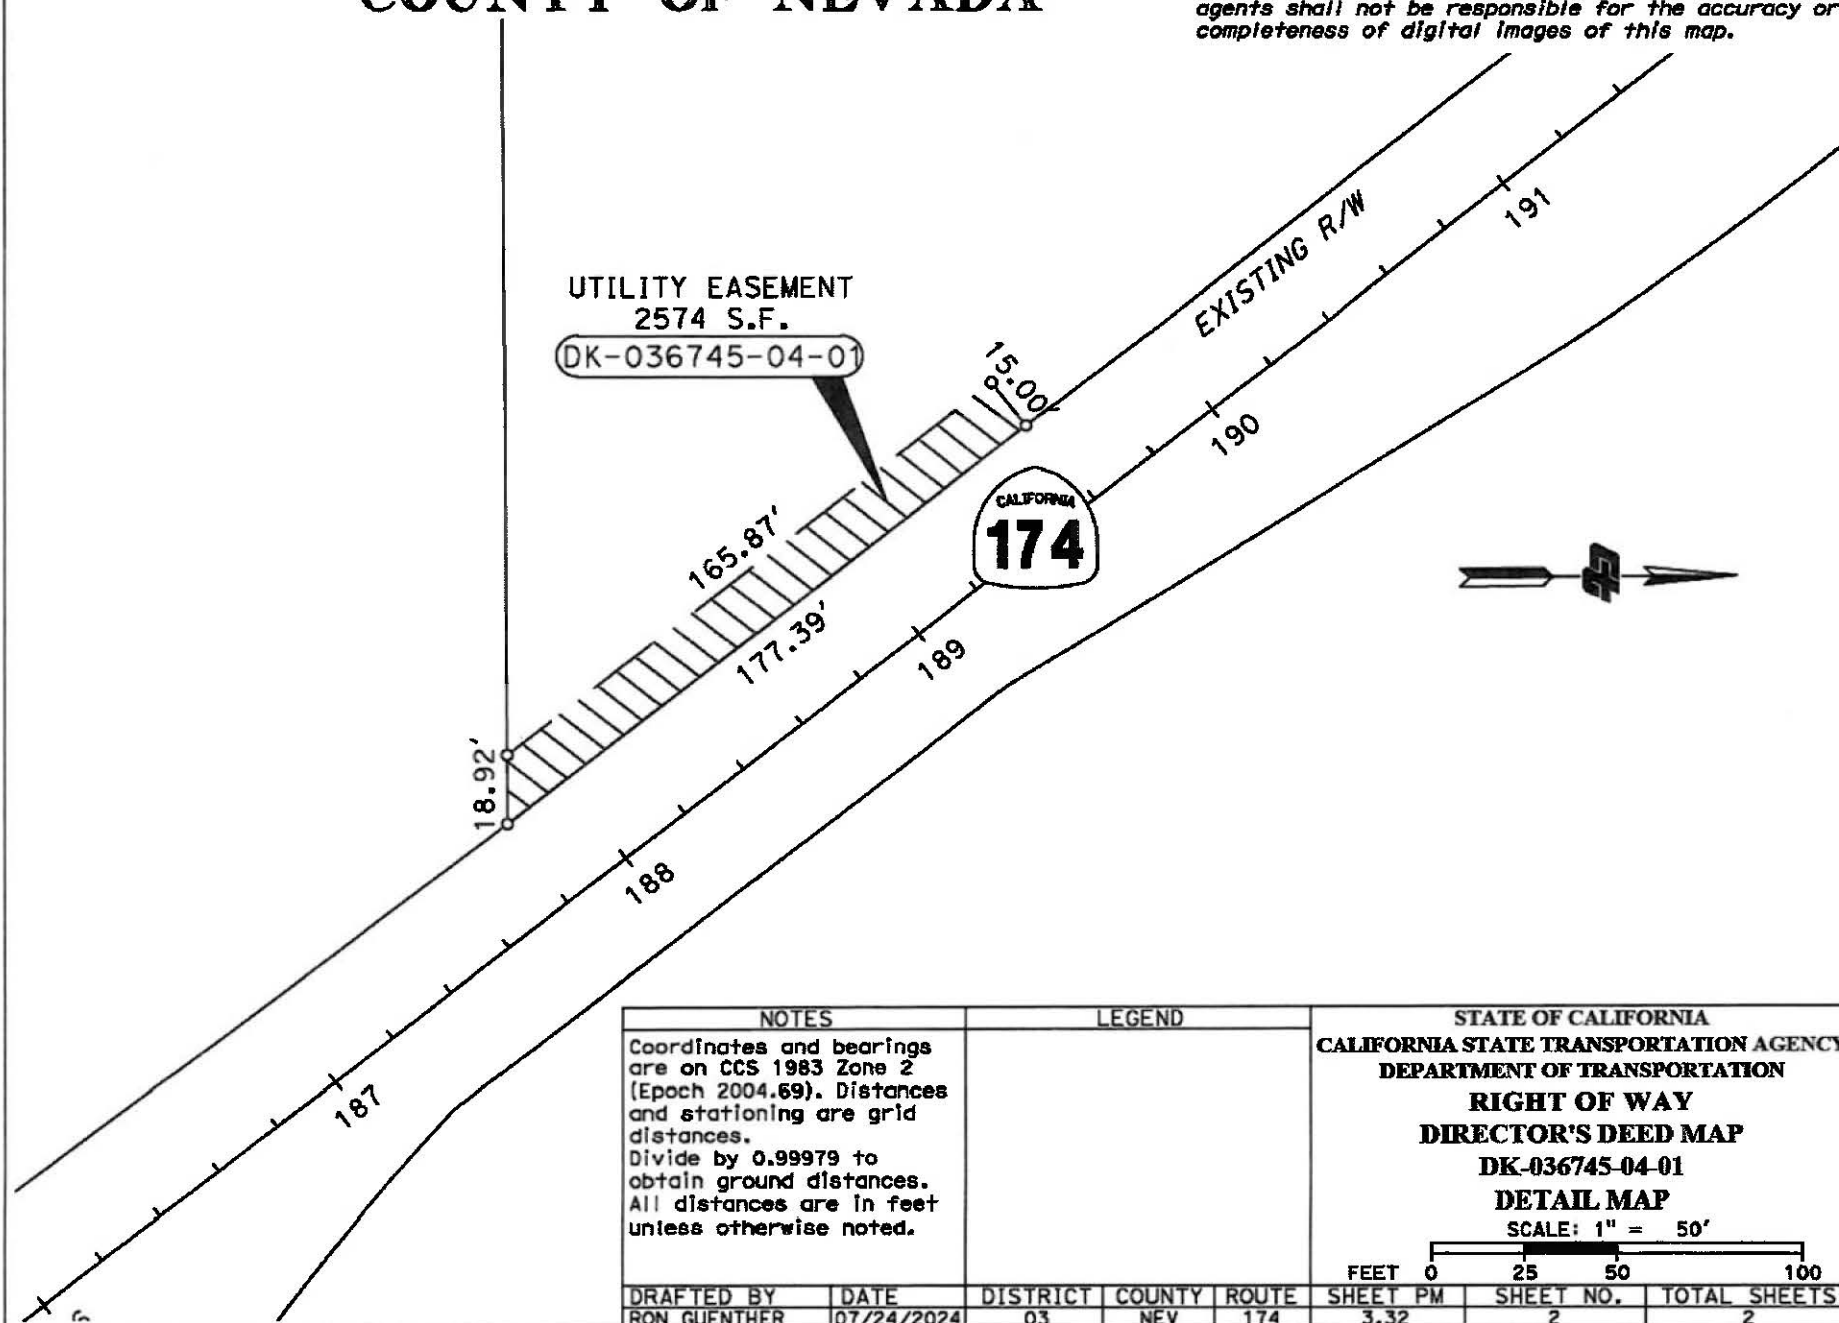 COUNTY OF NEVADA
agents shall not be responsible for the accuracy or
completeness of digital images of this map.
UTILITY EASEMENT
2574 S.F.
DK-036745-04-01
15.00'
EXISTING R/W
191
190
CALIFORNIA
174
165.87'
177.39'
189
18.92'
188
187
NOTES
Coordinates and bearings
are on CCS 1983 Zone 2
(Epoch 2004.69). Distances
and stationing are grid
distances.
Divide by 0.99979 to
obtain ground distances.
All distances are in feet
unless otherwise noted.
LEGEND
STATE OF CALIFORNIA
CALIFORNIA STATE TRANSPORTATION AGENCY
DEPARTMENT OF TRANSPORTATION
RIGHT OF WAY
DIRECTOR'S DEED MAP
DK-036745-04-01
DETAIL MAP
SCALE: 1" = 50'
FEET 0 25 50 100
DRAFTED BY DATE DISTRICT COUNTY ROUTE SHEET PM SHEET NO. TOTAL SHEETS
RON GUENTHER 07/24/2024 03 NEV 174 3.32 2 2